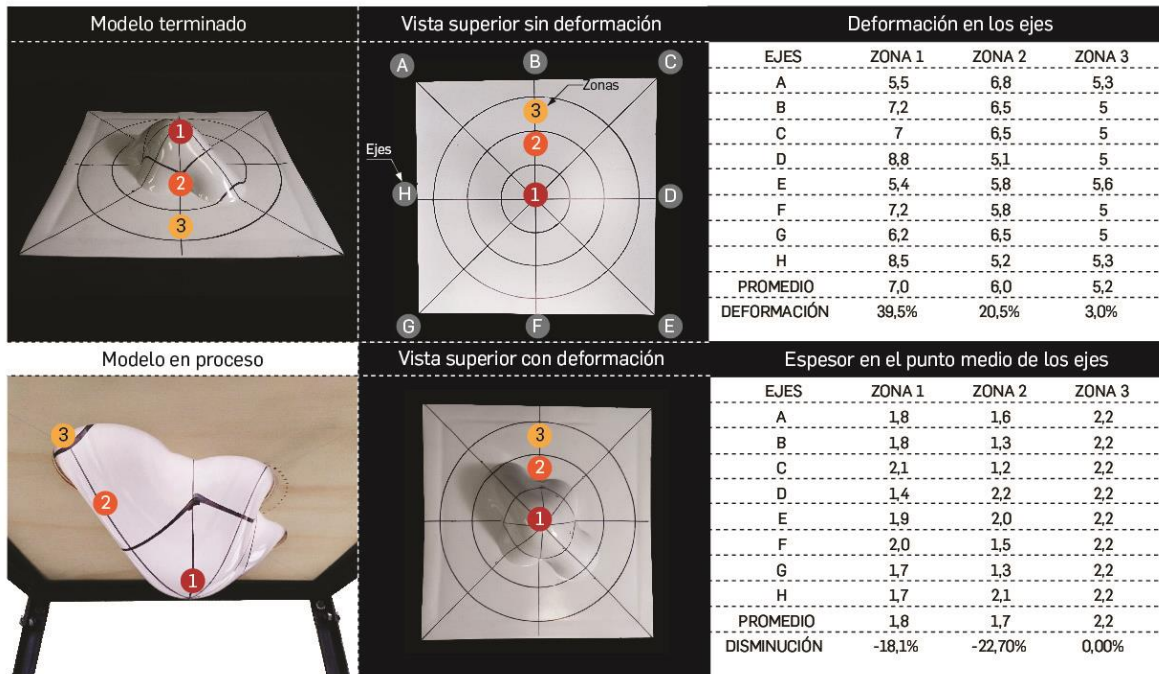 Modelo terminado
1
2
3
Vista superior sin deformación
A
B
C
Zonas
3
2
Ejes
H
1
D
G
F
E
Deformación en los ejes
EJES ZONA 1 ZONA 2 ZONA 3
A 5,5 6,8 5,3
B 7,2 6,5 5
C 7 6,5 5
D 8,8 5,1 5
E 5,4 5,8 5,6
F 7,2 5,8 5
G 6,2 6,5 5
H 8,5 5,2 5,3
PROMEDIO 7,0 6,0 5,2
DEFORMACIÓN 39,5% 20,5% 3,0%
Modelo en proceso
3
2
1
Vista superior con deformación
3
2
1
Espesor en el punto medio de los ejes
EJES ZONA 1 ZONA 2 ZONA 3
A 1,8 1,6 2,2
B 1,8 1,3 2,2
C 2,1 1,2 2,2
D 1,4 2,2 2,2
E 1,9 2,0 2,2
F 2,0 1,5 2,2
G 1,7 1,3 2,2
H 1,7 2,1 2,2
PROMEDIO 1,8 1,7 2,2
DISMINUCIÓN -18,1% -22,70% 0,00%